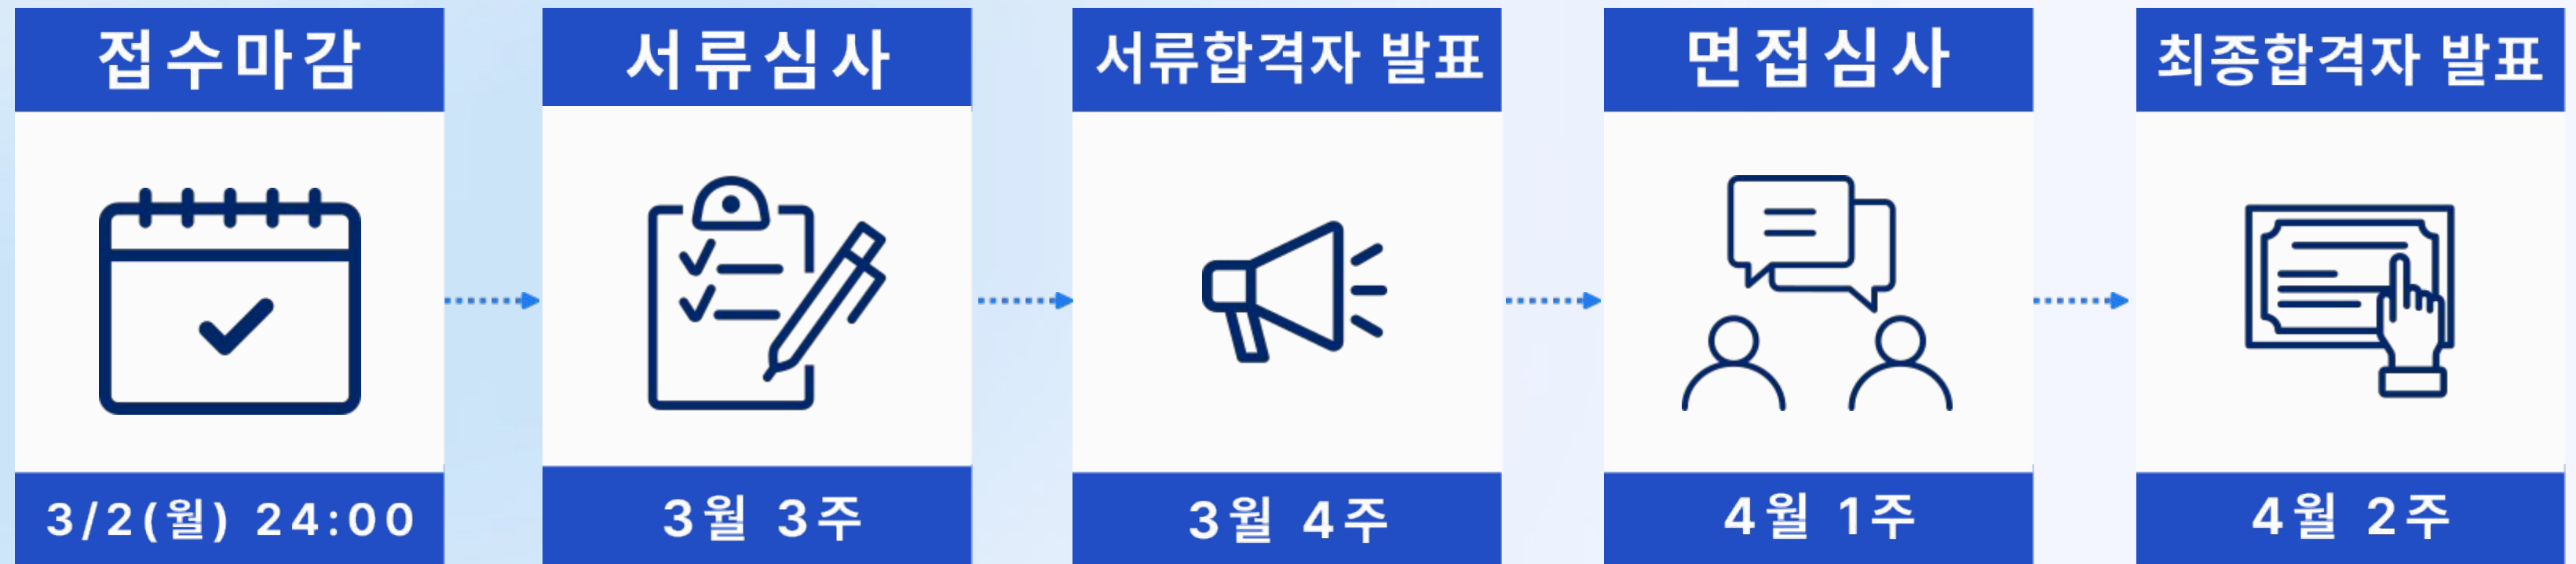 접수마감
3/2(월) 24:00
서류심사
3월 3주
서류합격자 발표
3월 4주
면접심사
4월 1주
최종합격자 발표
4월 2주